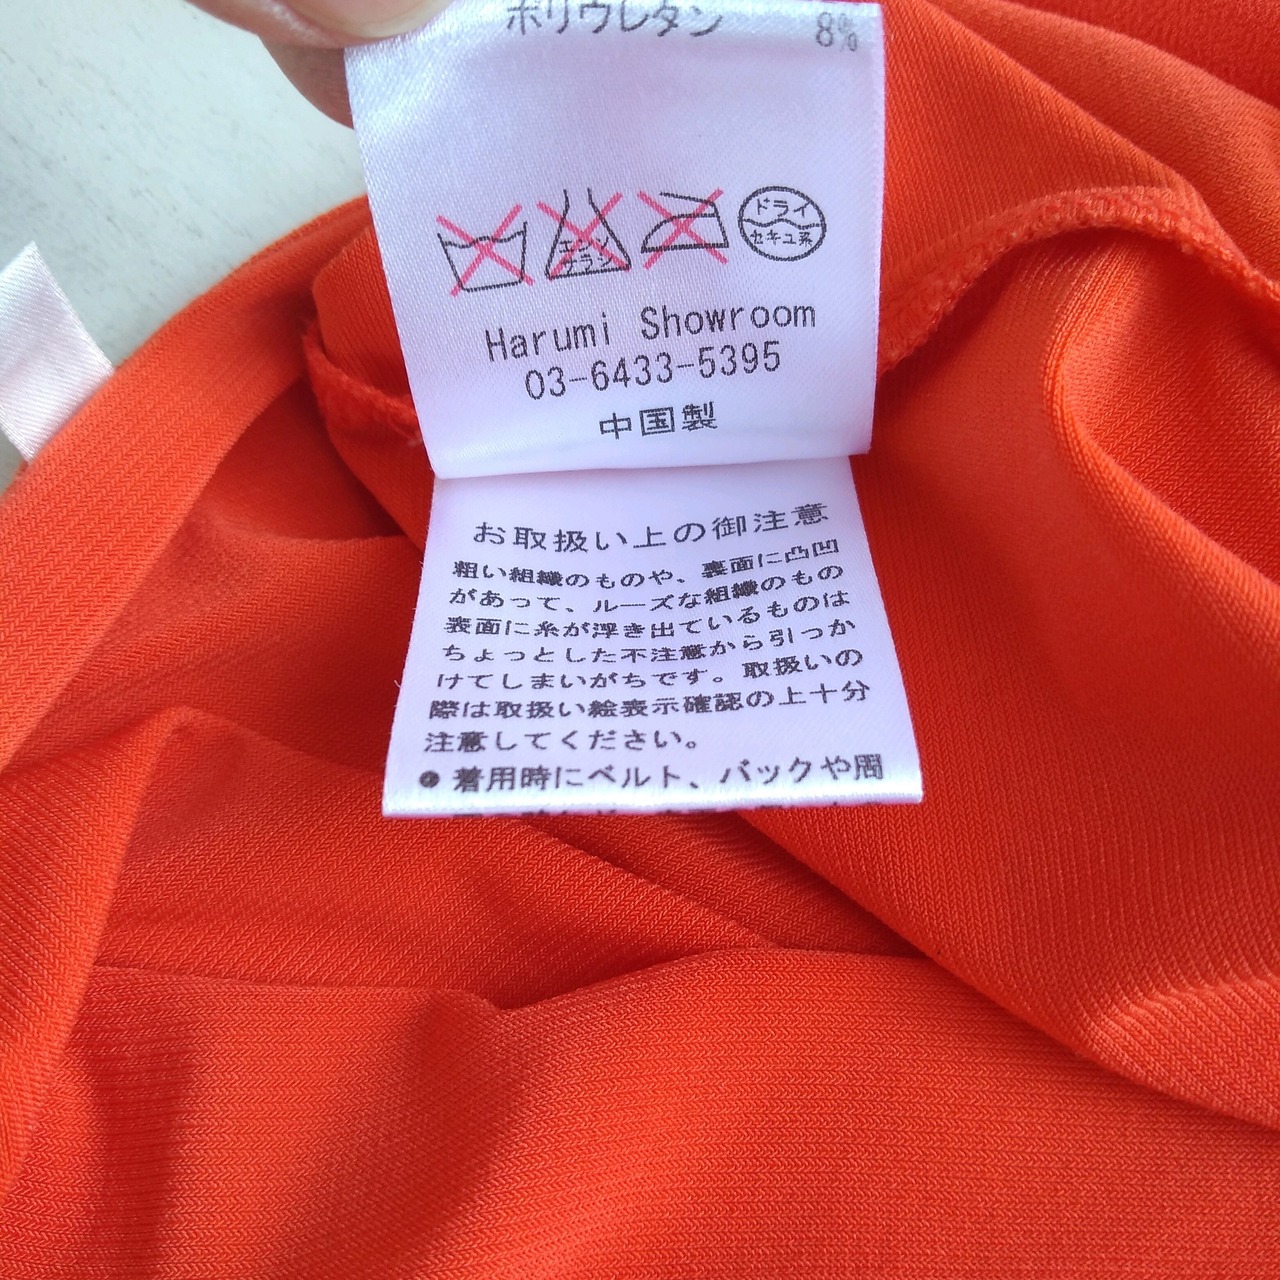 ポリウレタン 8%
エンソ
サラシ
ドライ
セキユ系
Harumi Showroom
03-6433-5395
中国製
お取扱い上の御注意
粗い組織のものや、裏面に凸凹
があって、ルーズな組織のもの
表面に糸が浮き出ているものは
ちょっとした不注意から引っか
けてしまいがちです。取扱いの
際は取扱い絵表示確認の上十分
注意してください。
●着用時にベルト、バックや周